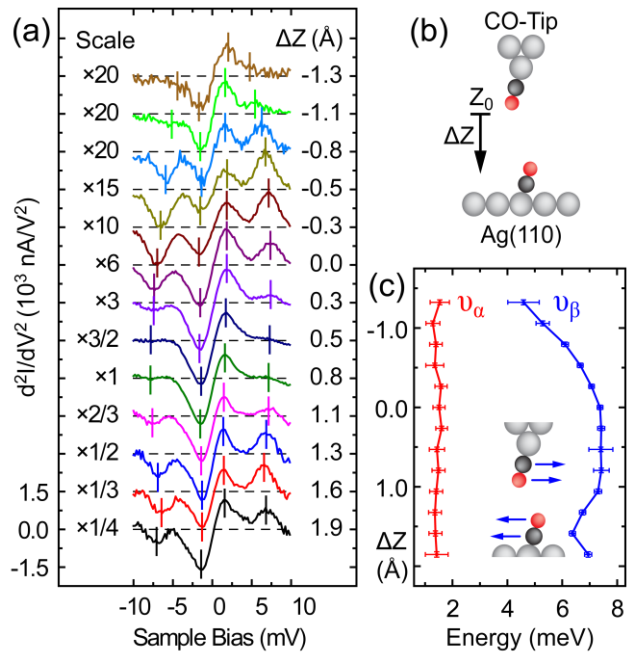 (a)
Scale ΔZ (Å)
×20 -1.3
×20 -1.1
×20 -0.8
×15 -0.5
×10 -0.3
×6 0.0
×3 0.3
×3/2 0.5
×1 0.8
×2/3 1.1
×1/2 1.3
1.5 ×1/3 1.6
0.0 ×1/4 1.9
-1.5
d²I/dV² (10³ nA/V²)
-10 -5 0 5 10
Sample Bias (mV)
(b)
CO-Tip
Z₀
ΔZ
Ag(110)
(c)
υα υβ
-1.0
0.0
1.0
ΔZ
(Å)
2 4 6 8
Energy (meV)